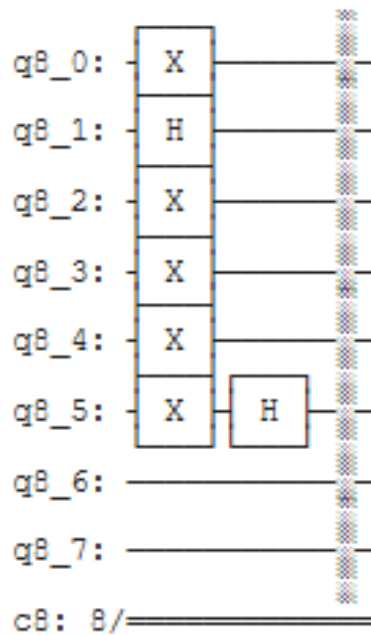 q8_0: X
q8_1: H
q8_2: X
q8_3: X
q8_4: X
q8_5: X H
q8_6:
q8_7:
c8: 8/